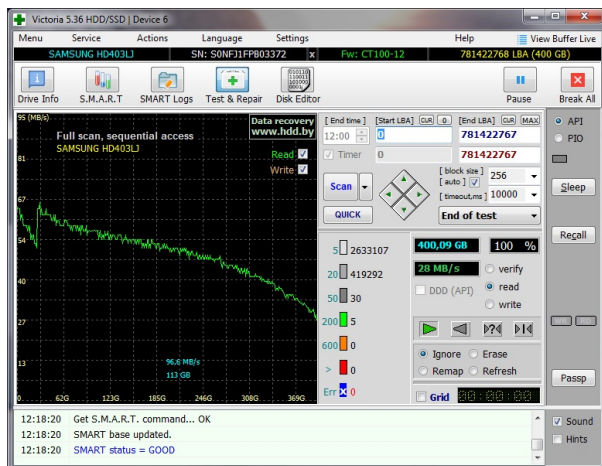 Victoria 5.36 HDD/SSD | Device 6
Menu Service Actions Language Settings Help View Buffer Live
SAMSUNG HD403LJ SN: S0NFJ1FPB03372 x Fw: CT100-12 781422768 LBA (400 GB)
Drive Info S.M.A.R.T SMART Logs Test & Repair Disk Editor Pause Break All
95 (MB/s)
Full scan, sequential access
SAMSUNG HD403LJ
Data recovery
www.hdd.by
Read
Write
81
67
54
40
27
13
96,6 MB/s
113 GB
0 62G 123G 185G 246G 308G 369G
[ End time ] [Start LBA] CUR 0 [End LBA] CUR MAX
12:00 0 781422767
Timer 0 781422767
[ block size ]
[ auto ] 256
[ timeout,ms ] 10000
Scan
QUICK
End of test
5 2633107
20 419292
50 30
200 5
600 0
> 0
Err x 0
400,09 GB 100 %
28 MB/s verify
DDD (API) read
write
Ignore Erase
Remap Refresh
Grid
API
PIO
Sleep
Recall
Passp
Sound
Hints
12:18:20 Get S.M.A.R.T. command... OK
12:18:20 SMART base updated.
12:18:20 SMART status = GOOD